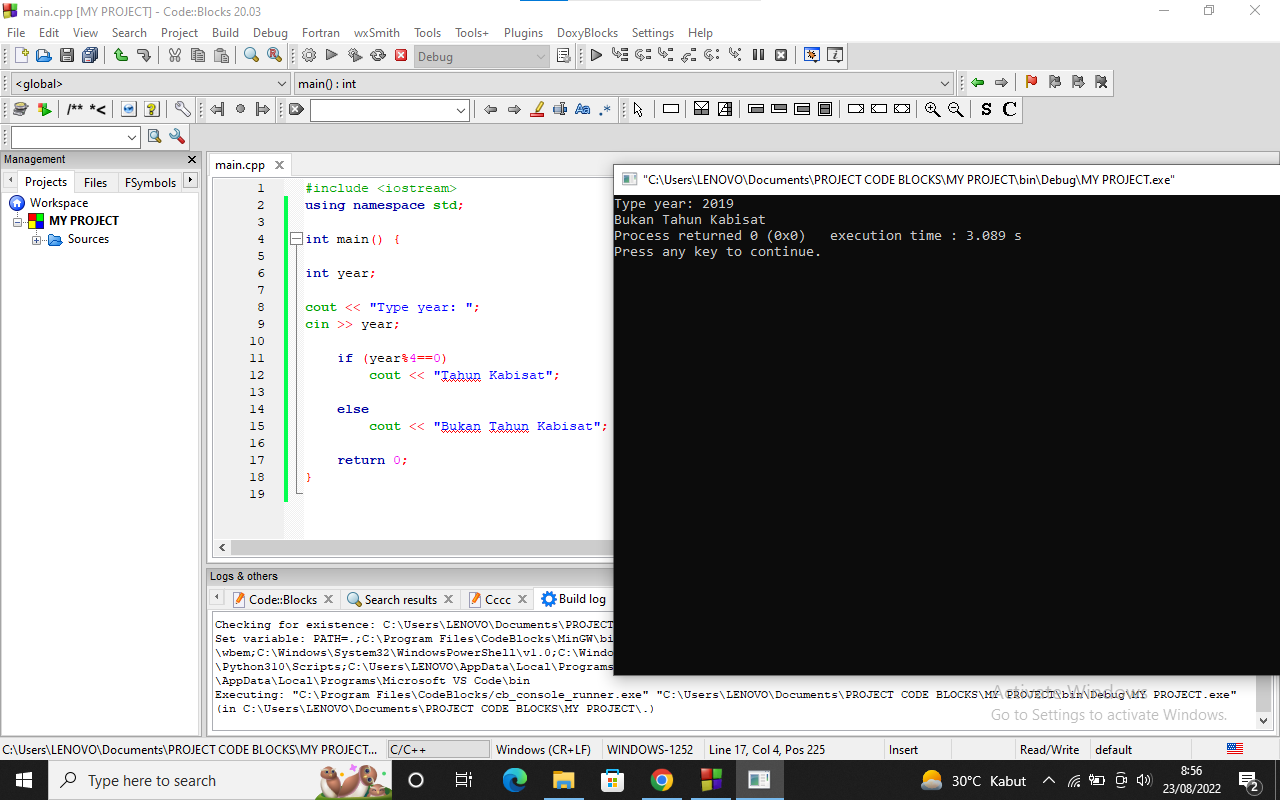 main.cpp [MY PROJECT] - Code::Blocks 20.03
File Edit View Search Project Build Debug Fortran wxSmith Tools Tools+ Plugins DoxyBlocks Settings Help
Debug
<global> main() : int
/** *<
Aa .* S C
Management
Projects Files FSymbols
Workspace
MY PROJECT
Sources
main.cpp
1 #include <iostream>
2 using namespace std;
3
4 int main() {
5
6 int year;
7
8 cout << "Type year: ";
9 cin >> year;
10
11 if (year%4==0)
12 cout << "Tahun Kabisat";
13
14 else
15 cout << "Bukan Tahun Kabisat";
16
17 return 0;
18 }
19
"C:\Users\LENOVO\Documents\PROJECT CODE BLOCKS\MY PROJECT\bin\Debug\MY PROJECT.exe"
Type year: 2019
Bukan Tahun Kabisat
Process returned 0 (0x0)   execution time : 3.089 s
Press any key to continue.
Logs & others
Code::Blocks Search results Cccc Build log
Checking for existence: C:\Users\LENOVO\Documents\PROJECT
Set variable: PATH=.;C:\Program Files\CodeBlocks\MinGW\bi
\wbem;C:\Windows\System32\WindowsPowerShell\v1.0;C:\Windo
\Python310\Scripts;C:\Users\LENOVO\AppData\Local\Programs
\AppData\Local\Programs\Microsoft VS Code\bin
Executing: "C:\Program Files\CodeBlocks/cb_console_runner.exe" "C:\Users\LENOVO\Documents\PROJECT CODE BLOCKS\MY PROJECT\bin\Debug\MY PROJECT.exe"
(in C:\Users\LENOVO\Documents\PROJECT CODE BLOCKS\MY PROJECT\.)
Activate Windows
Go to Settings to activate Windows.
C:\Users\LENOVO\Documents\PROJECT CODE BLOCKS\MY PROJECT... C/C++ Windows (CR+LF) WINDOWS-1252 Line 17, Col 4, Pos 225 Insert Read/Write default
Type here to search
30°C Kabut
8:56
23/08/2022
2